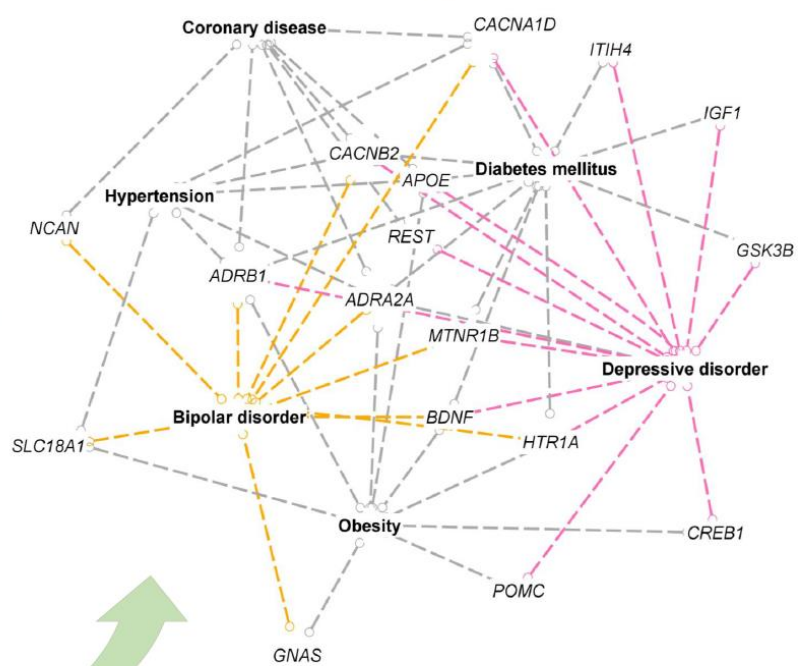 Coronary disease
CACNA1D
ITIH4
IGF1
CACNB2
Diabetes mellitus
APOE
Hypertension
NCAN
REST
GSK3B
ADRB1
ADRA2A
MTNR1B
Depressive disorder
Bipolar disorder
BDNF
SLC18A1
HTR1A
Obesity
CREB1
POMC
GNAS